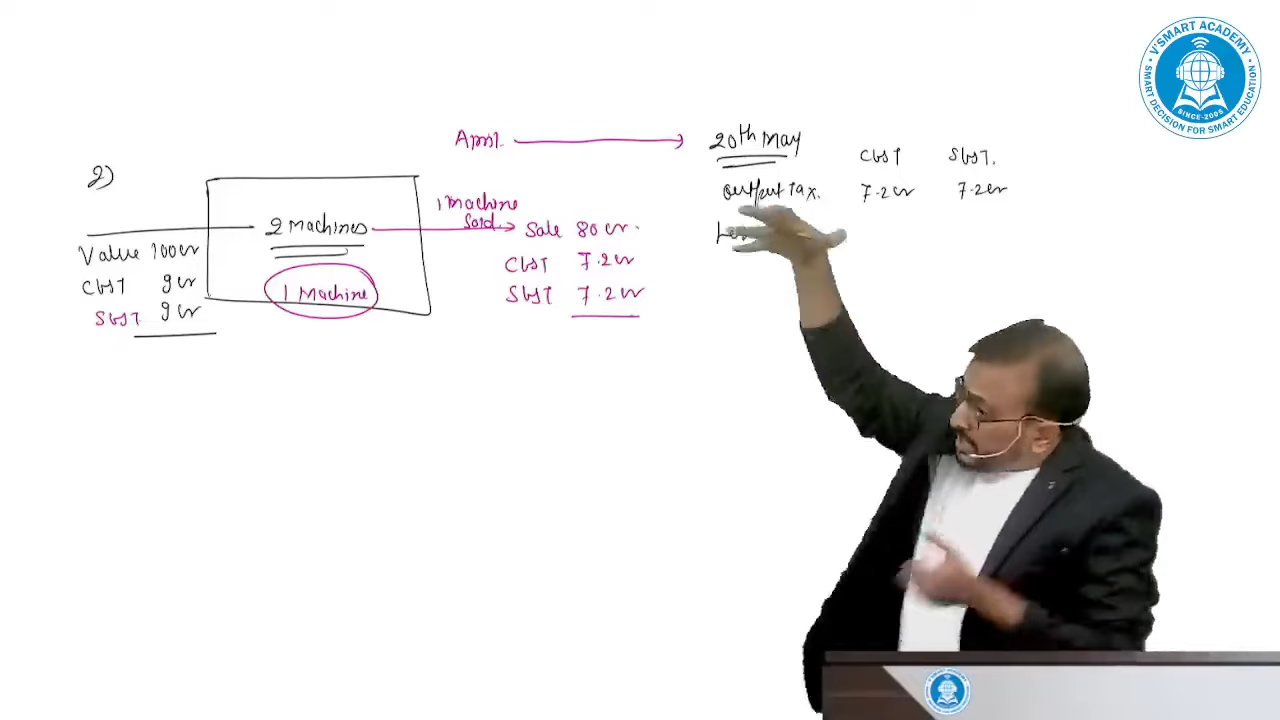 V'SMART ACADEMY
SMART DECISION FOR SMART EDUCATION
SINCE-2005
2)
Value 100cr
CGST 9cr
SGST 9cr
2 Machines
1 Machine
April
1 machine
Sold
Sale 80cr.
CGST 7.2cr
SGST 7.2cr
20th May
CGST SGST.
Output Tax. 7.2cr 7.2cr